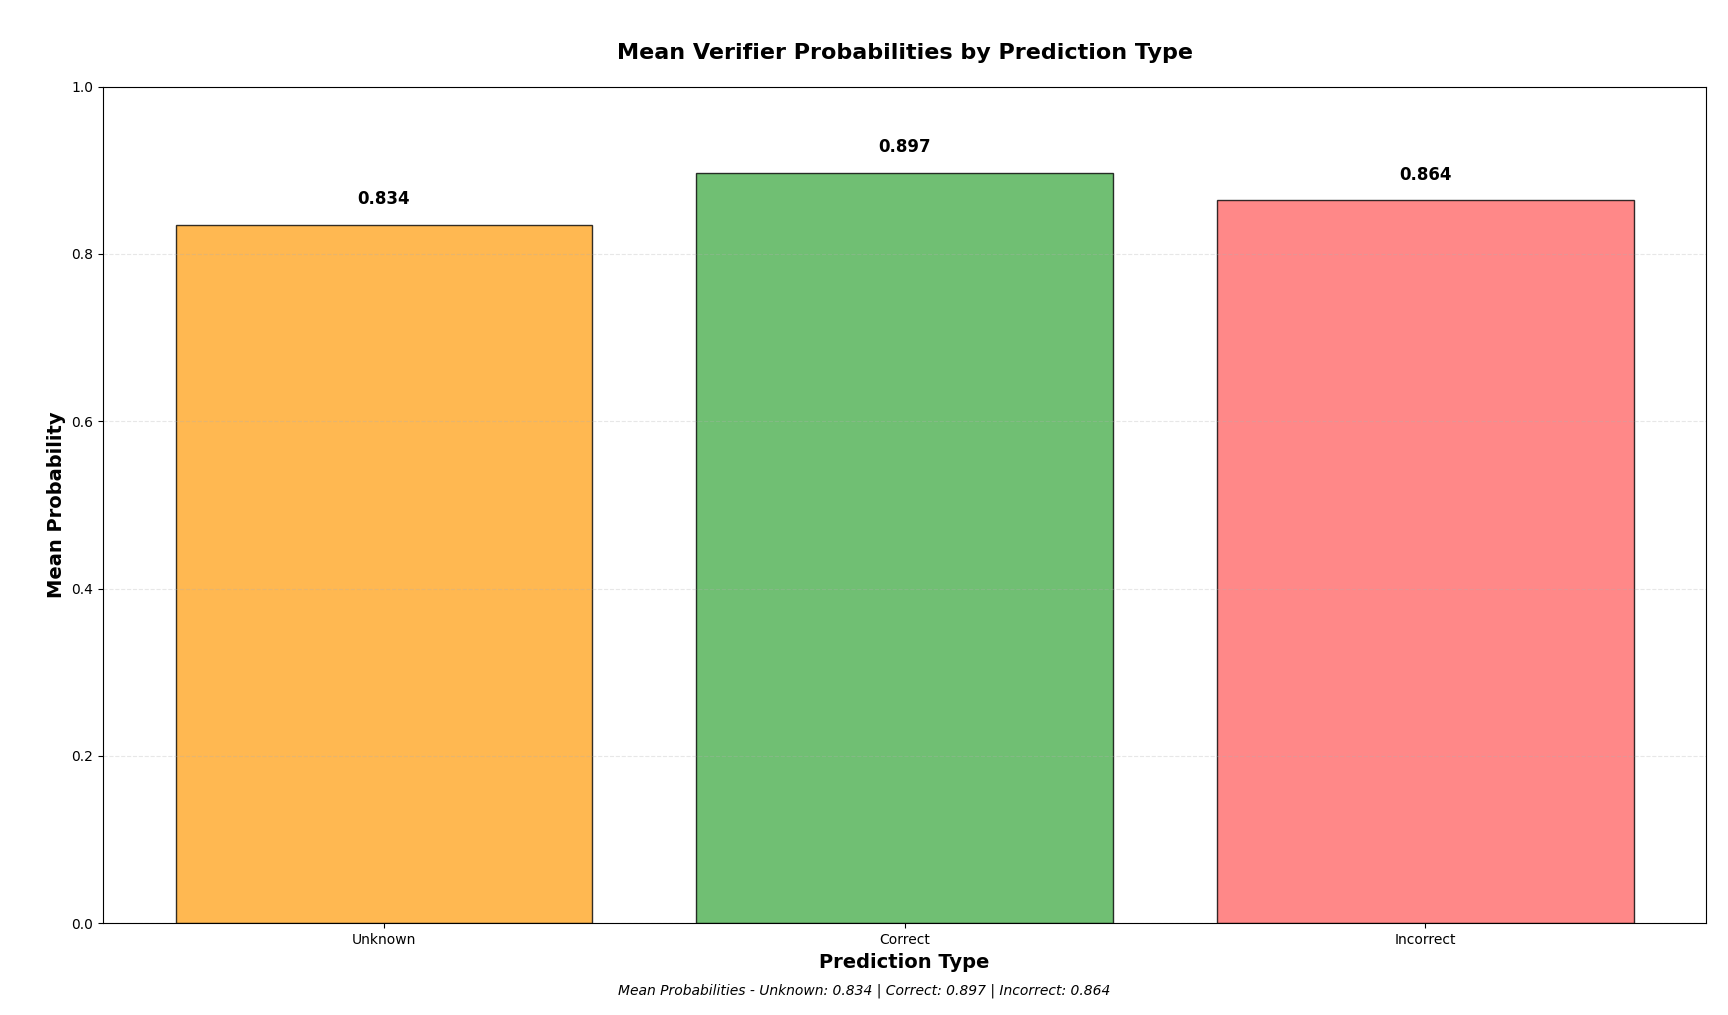 Mean Verifier Probabilities by Prediction Type
1.0
0.8
0.6
0.4
0.2
0.0
Mean Probability
0.834
0.897
0.864
Unknown
Correct
Incorrect
Prediction Type
Mean Probabilities - Unknown: 0.834 | Correct: 0.897 | Incorrect: 0.864